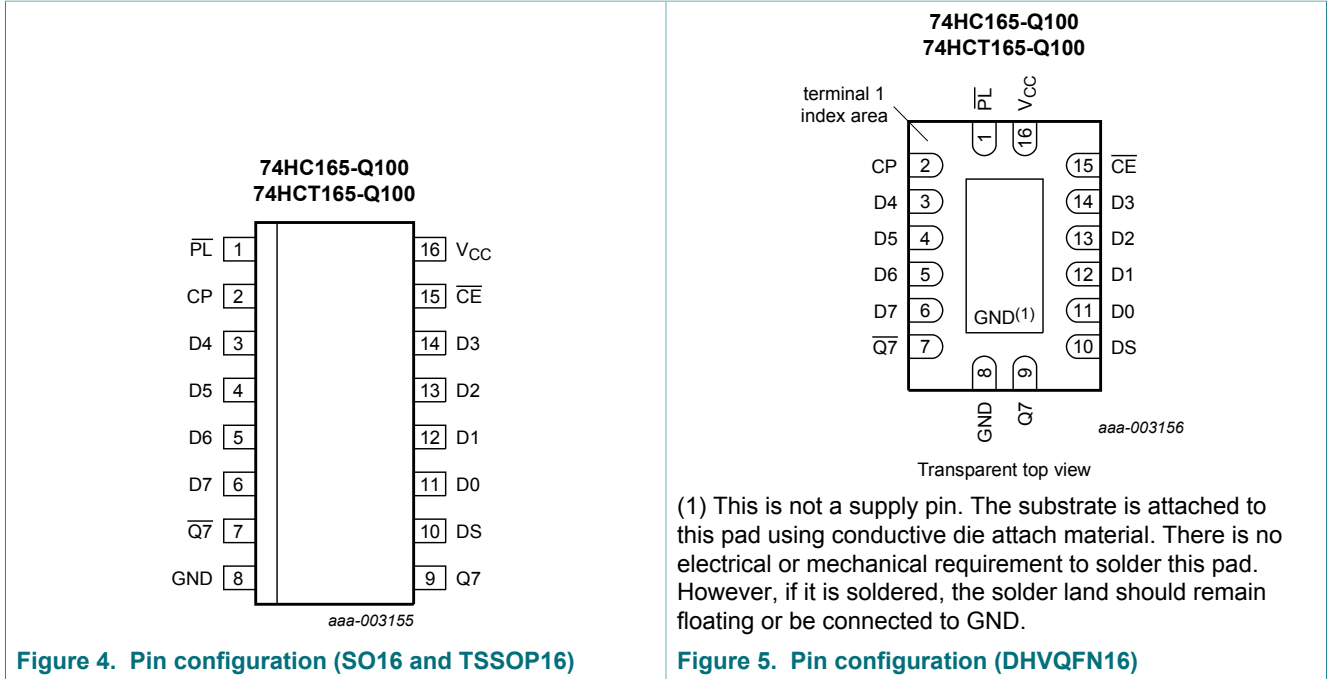 74HC165-Q100
74HCT165-Q100
P̅L̅ 1
16 VCC
CP 2
15 C̅E̅
D4 3
14 D3
D5 4
13 D2
D6 5
12 D1
D7 6
11 D0
Q̅7̅ 7
10 DS
GND 8
9 Q7
aaa-003155
Figure 4. Pin configuration (SO16 and TSSOP16)
74HC165-Q100
74HCT165-Q100
terminal 1
index area
P̅L̅
VCC
1
16
CP 2
15 C̅E̅
D4 3
14 D3
D5 4
13 D2
D6 5
12 D1
D7 6
GND(1)
11 D0
Q̅7̅ 7
10 DS
8
9
GND
Q7
aaa-003156
Transparent top view
(1) This is not a supply pin. The substrate is attached to
this pad using conductive die attach material. There is no
electrical or mechanical requirement to solder this pad.
However, if it is soldered, the solder land should remain
floating or be connected to GND.
Figure 5. Pin configuration (DHVQFN16)